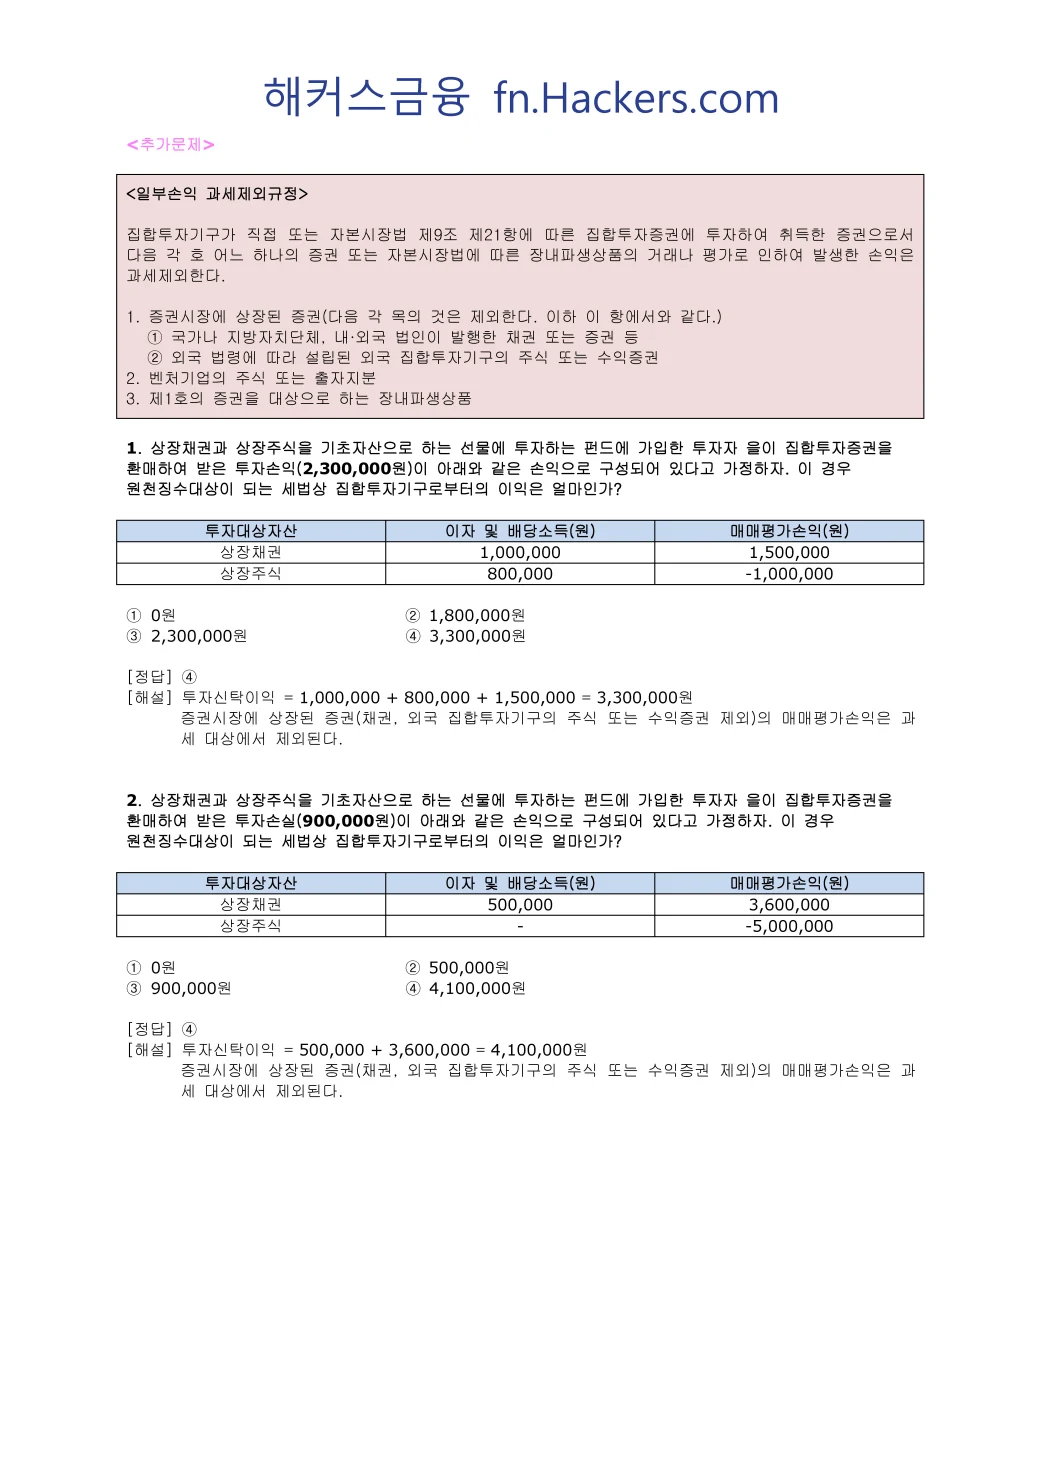 해커스금융 fn.Hackers.com
<추가문제>
<일부손익 과세제외규정>
집합투자기구가 직접 또는 자본시장법 제9조 제21항에 따른 집합투자증권에 투자하여 취득한 증권으로서
다음 각 호 어느 하나의 증권 또는 자본시장법에 따른 장내파생상품의 거래나 평가로 인하여 발생한 손익은
과세제외한다.
1. 증권시장에 상장된 증권(다음 각 목의 것은 제외한다. 이하 이 항에서와 같다.)
① 국가나 지방자치단체, 내·외국 법인이 발행한 채권 또는 증권 등
② 외국 법령에 따라 설립된 외국 집합투자기구의 주식 또는 수익증권
2. 벤처기업의 주식 또는 출자지분
3. 제1호의 증권을 대상으로 하는 장내파생상품
1. 상장채권과 상장주식을 기초자산으로 하는 선물에 투자하는 펀드에 가입한 투자자 을이 집합투자증권을
환매하여 받은 투자손익(2,300,000원)이 아래와 같은 손익으로 구성되어 있다고 가정하자. 이 경우
원천징수대상이 되는 세법상 집합투자기구로부터의 이익은 얼마인가?
투자대상자산 이자 및 배당소득(원) 매매평가손익(원)
상장채권 1,000,000 1,500,000
상장주식 800,000 -1,000,000
① 0원 ② 1,800,000원
③ 2,300,000원 ④ 3,300,000원
[정답] ④
[해설] 투자신탁이익 = 1,000,000 + 800,000 + 1,500,000 = 3,300,000원
증권시장에 상장된 증권(채권, 외국 집합투자기구의 주식 또는 수익증권 제외)의 매매평가손익은 과
세 대상에서 제외된다.
2. 상장채권과 상장주식을 기초자산으로 하는 선물에 투자하는 펀드에 가입한 투자자 을이 집합투자증권을
환매하여 받은 투자손실(900,000원)이 아래와 같은 손익으로 구성되어 있다고 가정하자. 이 경우
원천징수대상이 되는 세법상 집합투자기구로부터의 이익은 얼마인가?
투자대상자산 이자 및 배당소득(원) 매매평가손익(원)
상장채권 500,000 3,600,000
상장주식 - -5,000,000
① 0원 ② 500,000원
③ 900,000원 ④ 4,100,000원
[정답] ④
[해설] 투자신탁이익 = 500,000 + 3,600,000 = 4,100,000원
증권시장에 상장된 증권(채권, 외국 집합투자기구의 주식 또는 수익증권 제외)의 매매평가손익은 과
세 대상에서 제외된다.